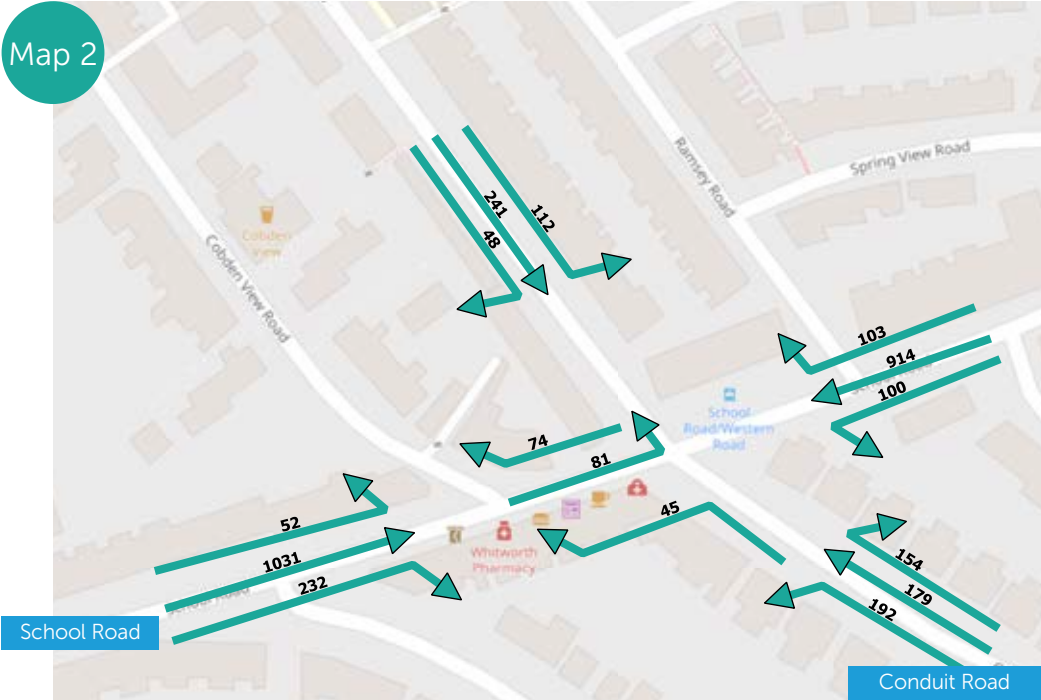 Map 2
Ramsey Road
Spring View Road
241
112
48
Cobden
View
Cobden View Road
103
914
100
School
Road/Western
Road
74
81
45
52
1031
232
Whitworth
Pharmacy
154
179
192
School Road
Conduit Road